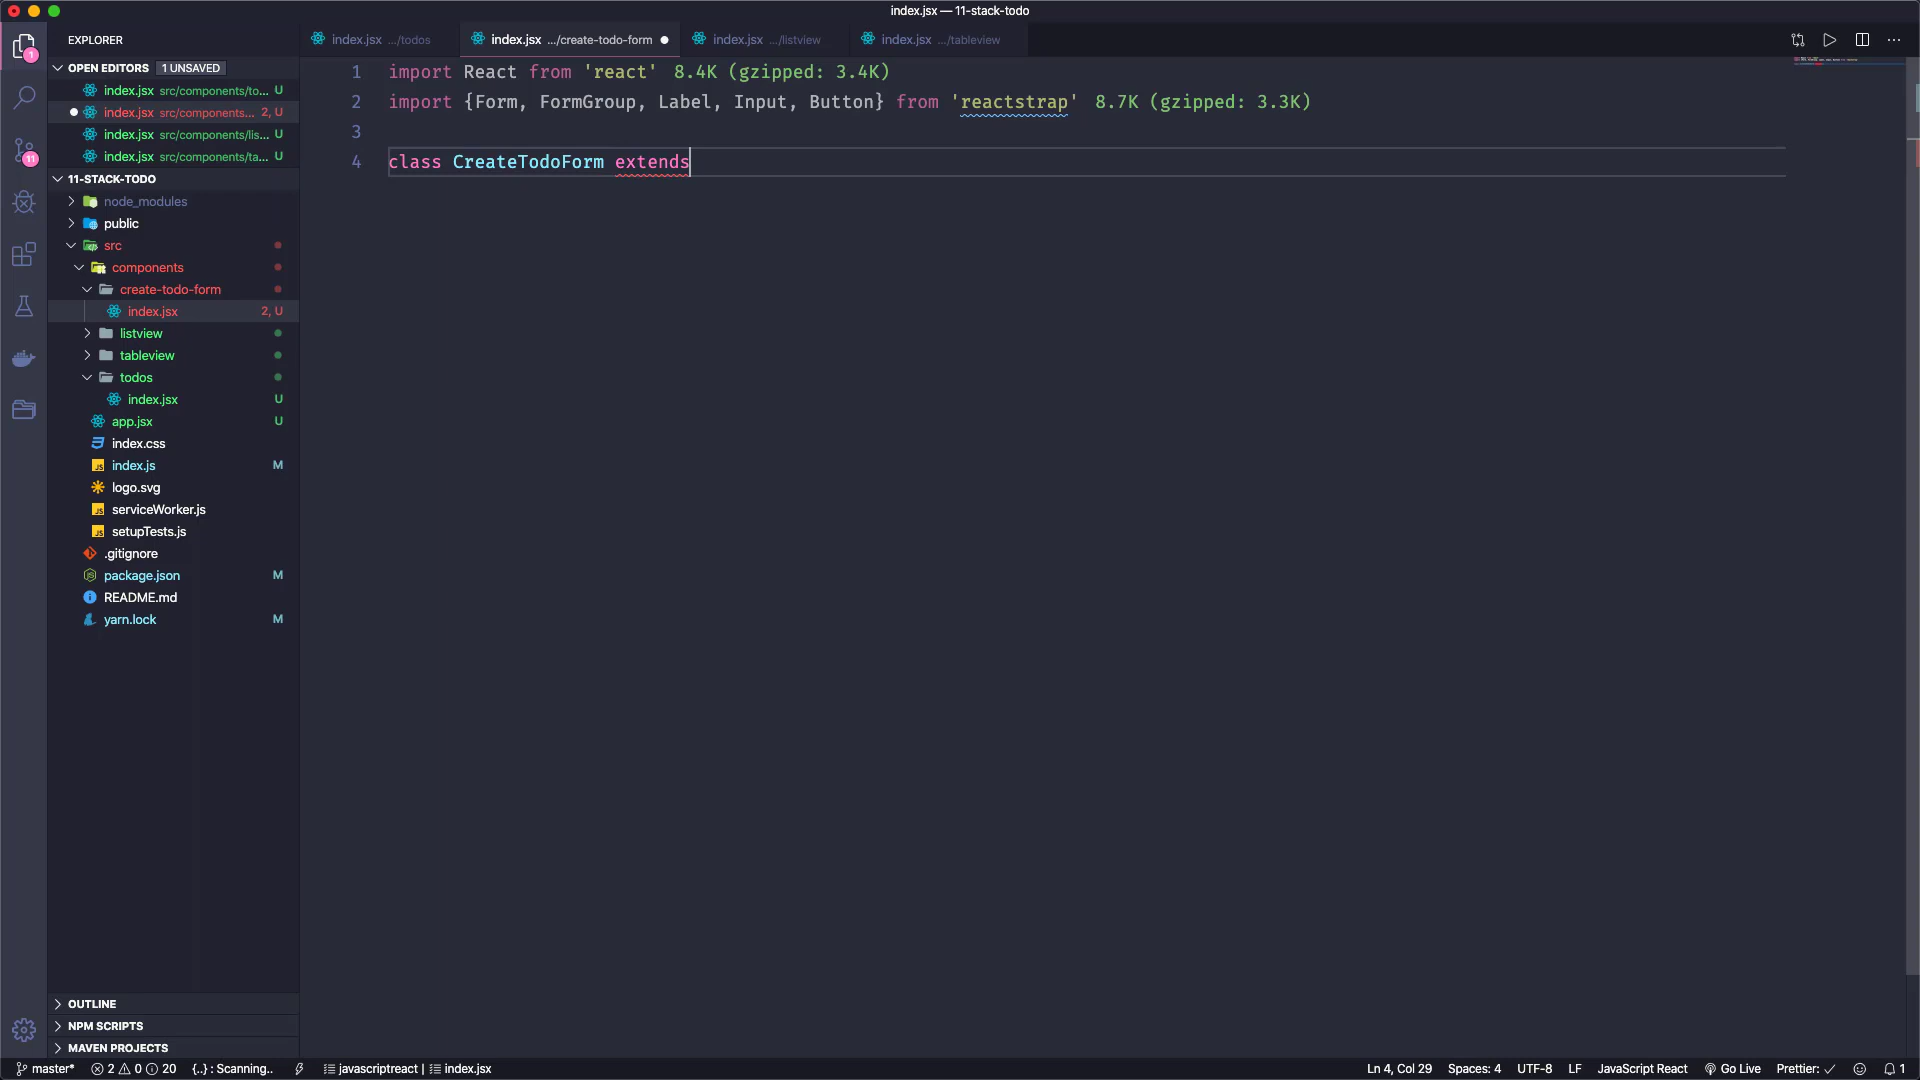 index.jsx — 11-stack-todo
EXPLORER
index.jsx .../todos
index.jsx .../create-todo-form
index.jsx .../listview
index.jsx .../tableview
OPEN EDITORS 1 UNSAVED
index.jsx src/components/to... U
index.jsx src/components... 2, U
index.jsx src/components/lis... U
index.jsx src/components/ta... U
11-STACK-TODO
node_modules
public
src
components
create-todo-form
index.jsx 2, U
listview
tableview
todos
index.jsx U
app.jsx U
index.css
index.js M
logo.svg
serviceWorker.js
setupTests.js
.gitignore
package.json M
README.md
yarn.lock M
OUTLINE
NPM SCRIPTS
MAVEN PROJECTS
1
11
1 import React from 'react' 8.4K (gzipped: 3.4K)
2 import {Form, FormGroup, Label, Input, Button} from 'reactstrap' 8.7K (gzipped: 3.3K)
3
4 class CreateTodoForm extends
master* 2 0 20 {..} : Scanning.. javascriptreact | index.jsx Ln 4, Col 29 Spaces: 4 UTF-8 LF JavaScript React Go Live Prettier: ✓ 1